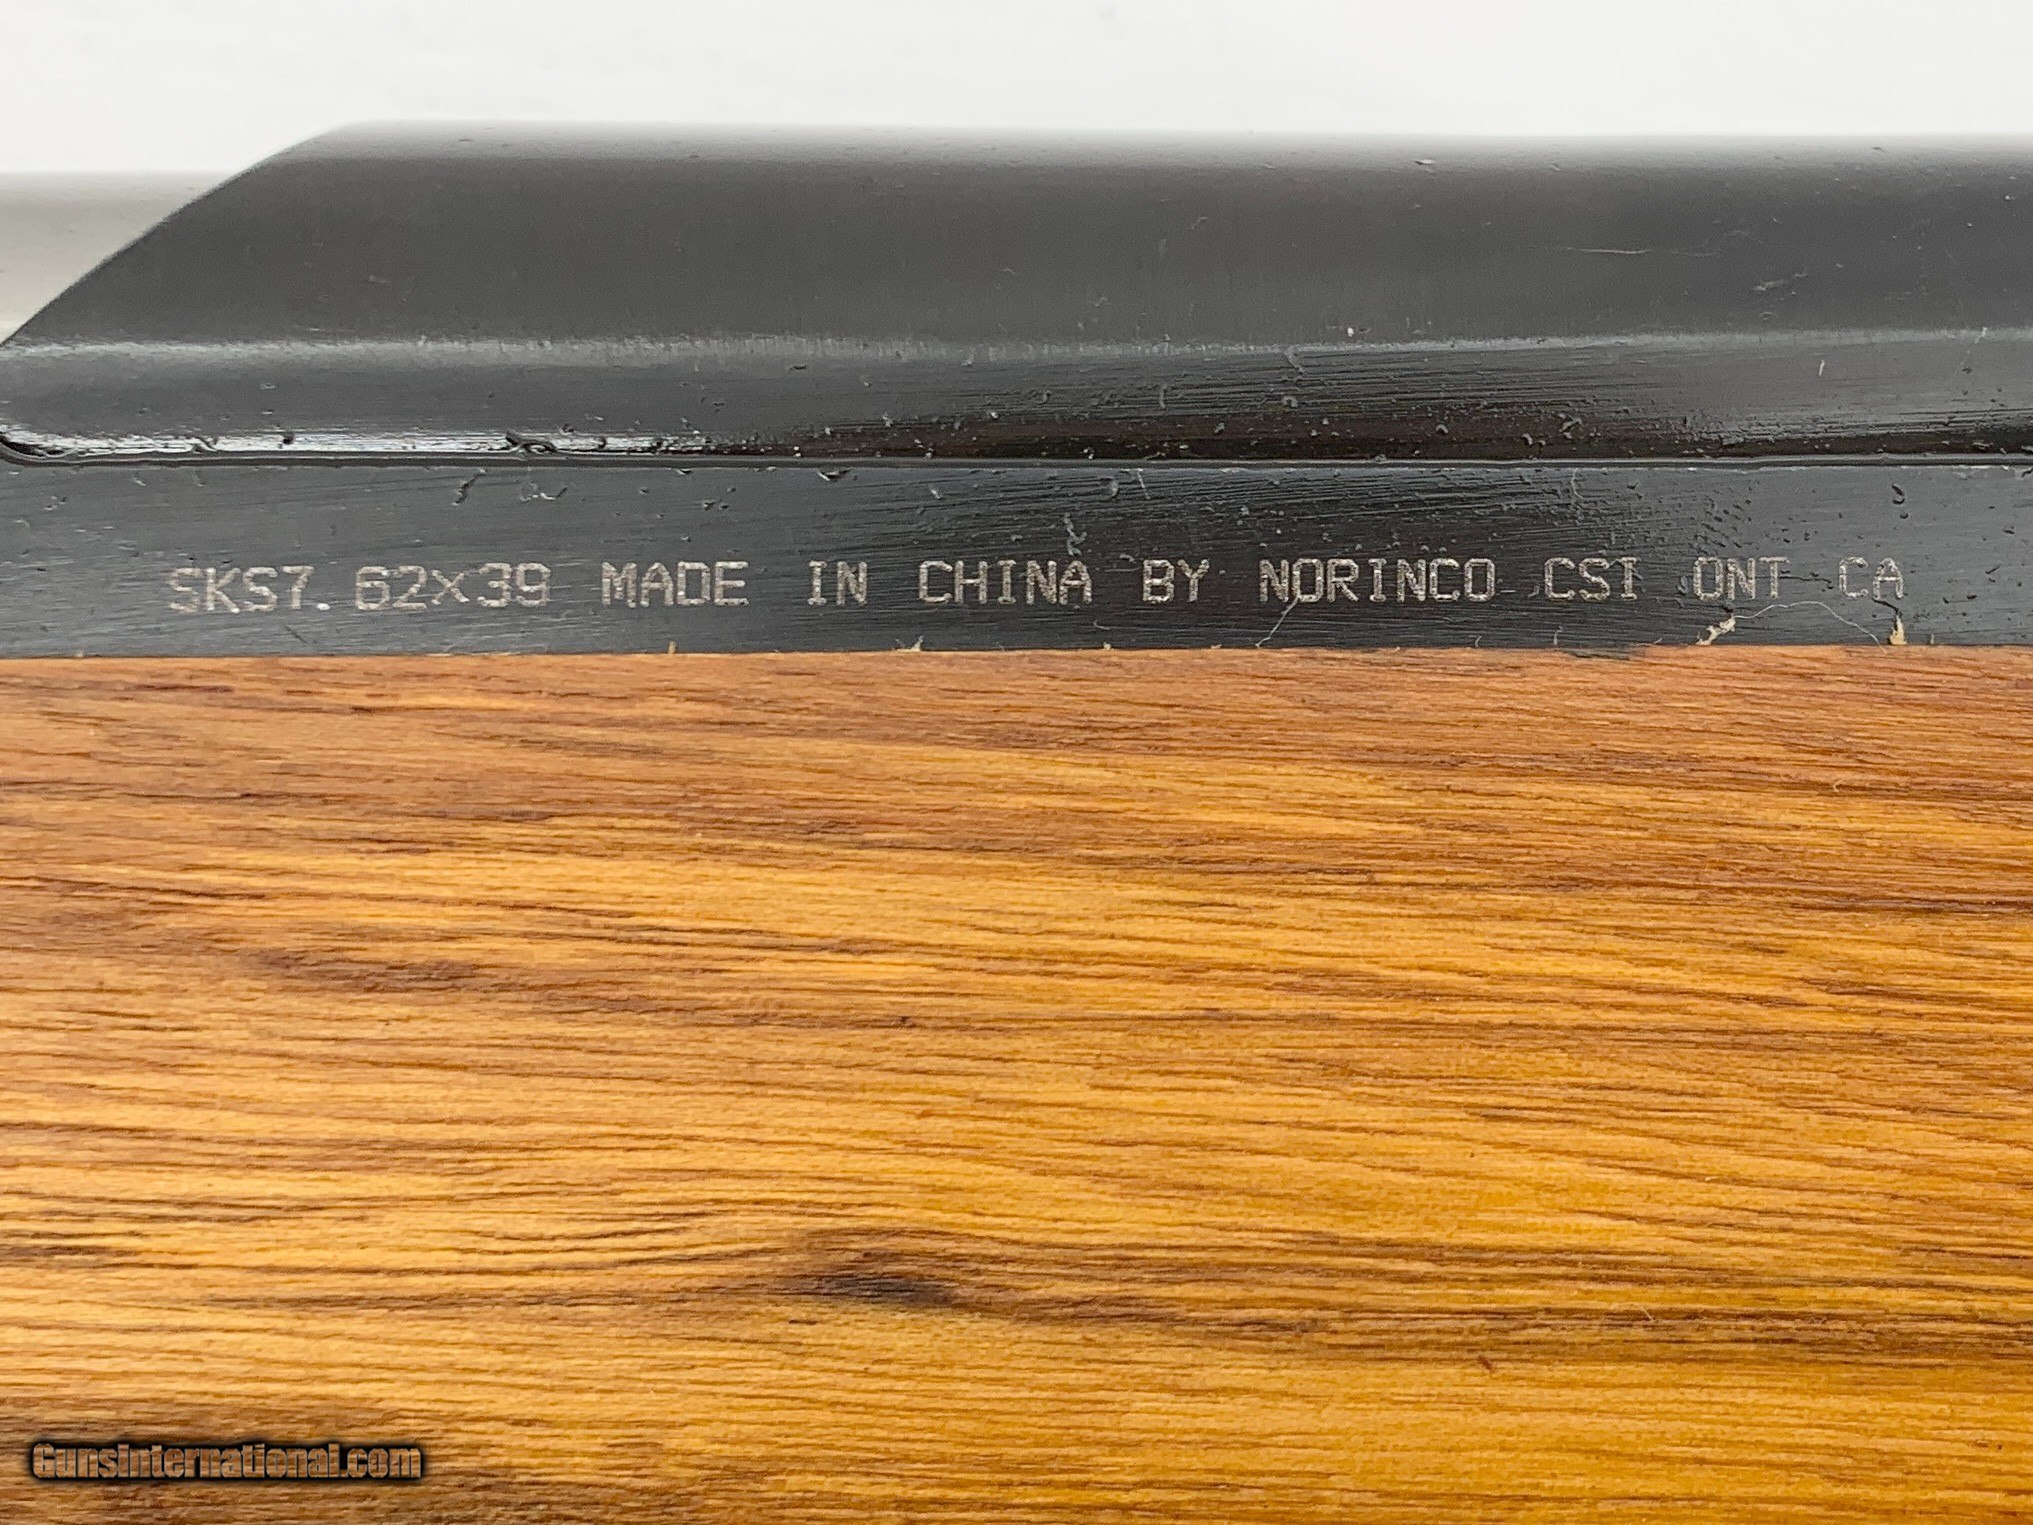 SKS7.62x39 MADE IN CHINA BY NORINCO CSI ONT CA
GunsInternational.com